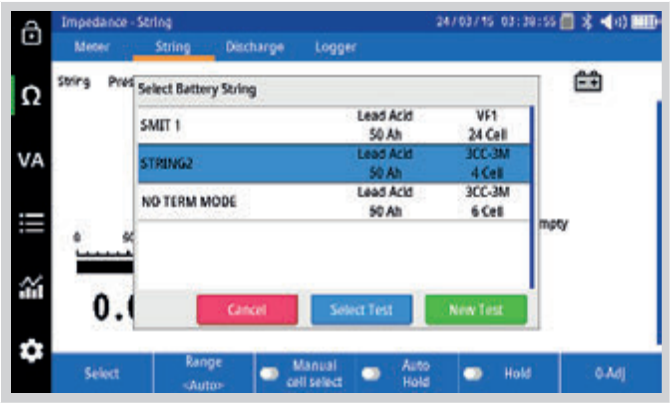 Impedance - String 24/03/15 03:38:55
Meter String Discharge Logger
String Pres
Select Battery String
SMIT 1 Lead Acid VF1
50 Ah 24 Cell
STRING2 Lead Acid 3CC-3M
50 Ah 4 Cell
NO TERM MODE Lead Acid 3CC-3M
50 Ah 6 Cell
mpty
0
0.
Cancel Select Test New Test
Ω
VA
Select Range <Auto> Manual cell select Auto Hold Hold 0-Adj